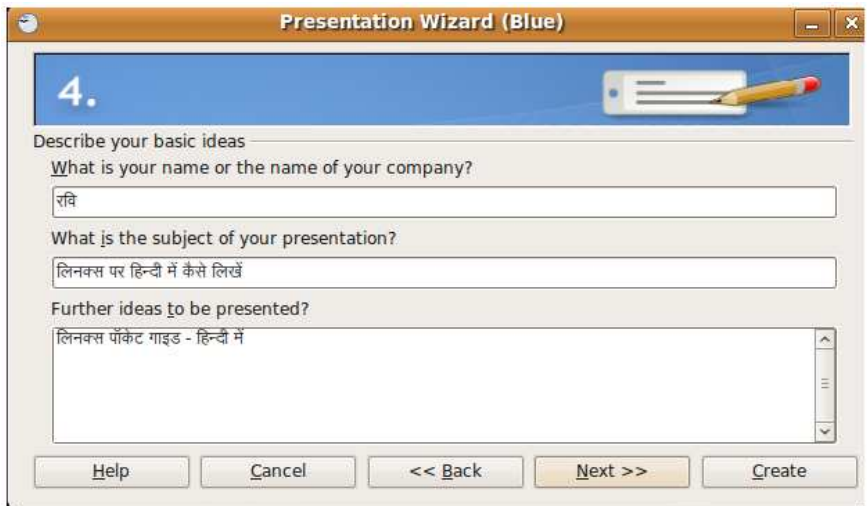 Presentation Wizard (Blue)
4.
Describe your basic ideas
What is your name or the name of your company?
रवि
What is the subject of your presentation?
लिनक्स पर हिन्दी में कैसे लिखें
Further ideas to be presented?
लिनक्स पॉकेट गाइड - हिन्दी में
Help Cancel << Back Next >> Create